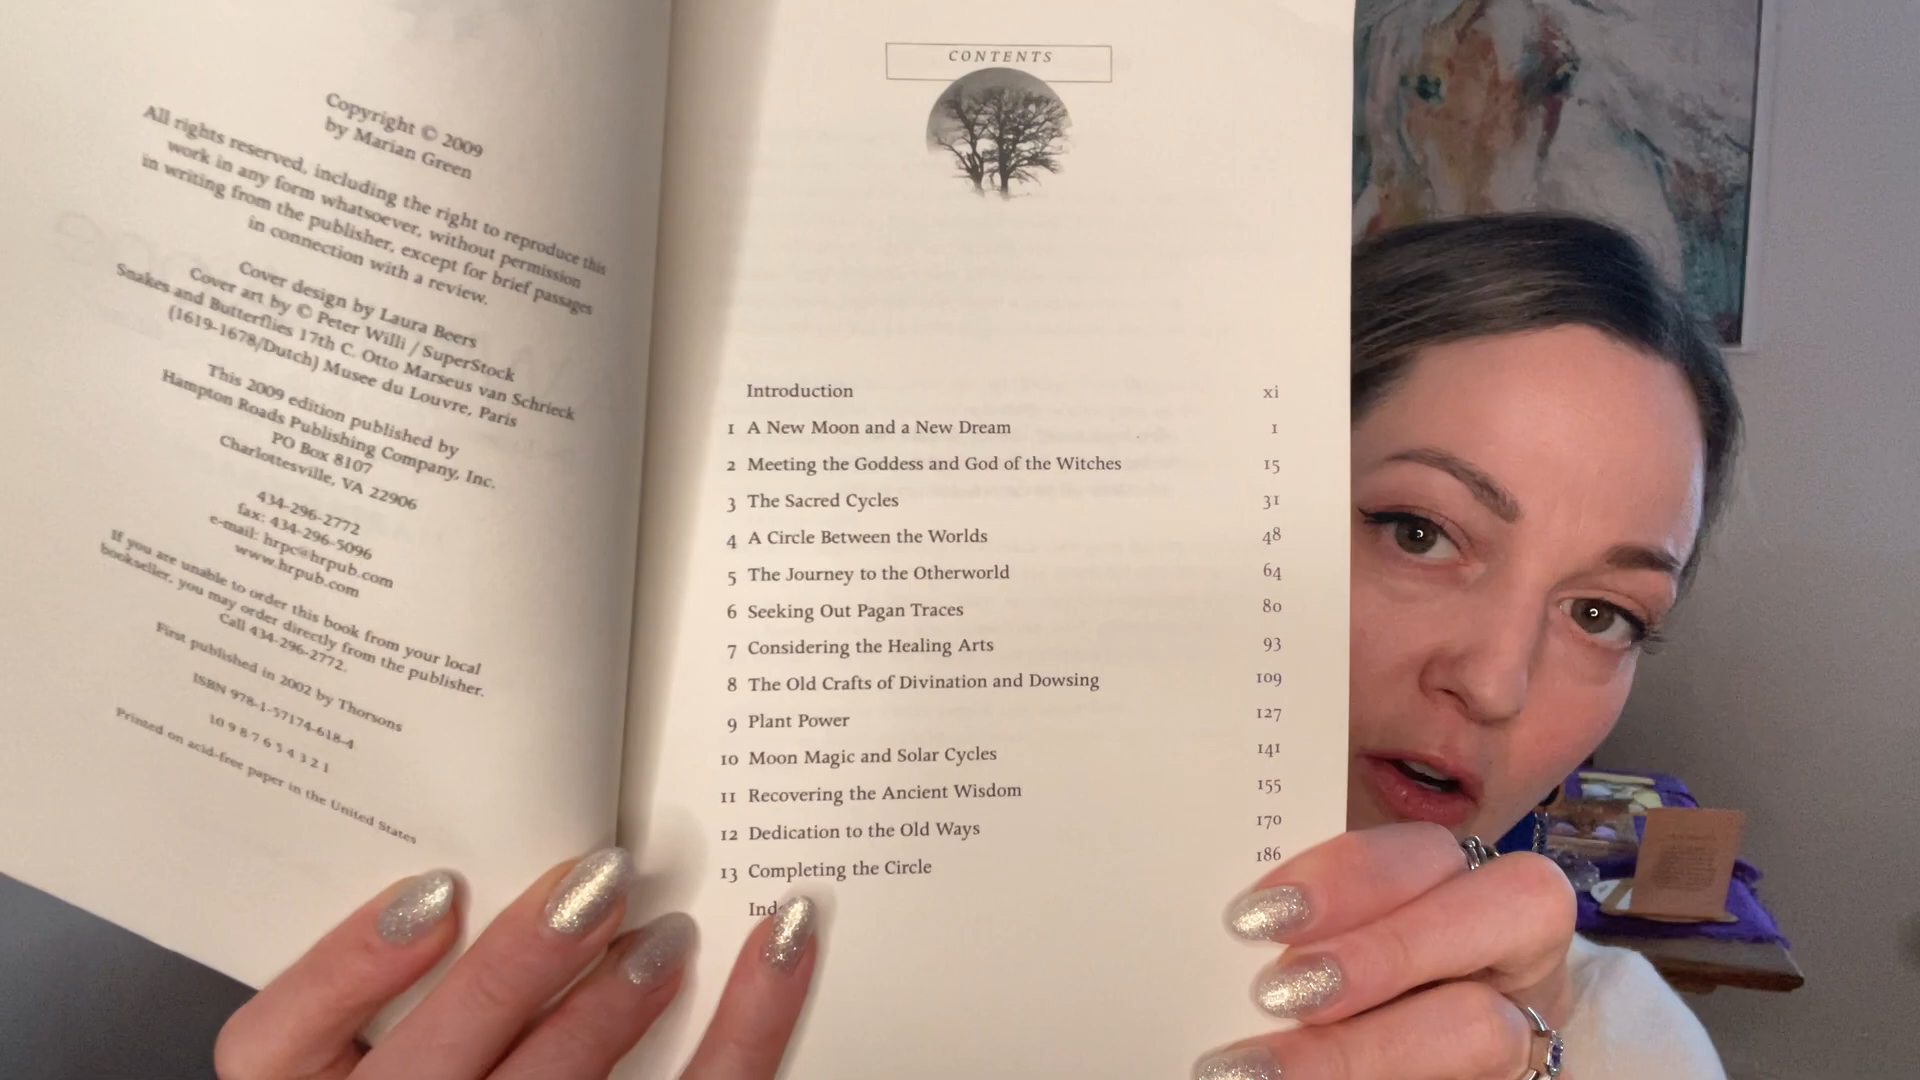 Copyright © 2009
by Marian Green
All rights reserved, including the right to reproduce this
work in any form whatsoever, without permission
in writing from the publisher, except for brief passages
in connection with a review.
Cover design by Laura Beers
Cover art by © Peter Willi / SuperStock
Snakes and Butterflies 17th C. Otto Marseus van Schrieck
(1619-1678/Dutch) Musee du Louvre, Paris
This 2009 edition published by
Hampton Roads Publishing Company, Inc.
PO Box 8107
Charlottesville, VA 22906
434-296-2772
fax: 434-296-5096
e-mail: hrpc@hrpub.com
www.hrpub.com
If you are unable to order this book from your local
bookseller, you may order directly from the publisher.
Call 434-296-2772.
First published in 2002 by Thorsons
ISBN 978-1-57174-618-4
10 9 8 7 6 5 4 3 2 1
Printed on acid-free paper in the United States
CONTENTS
Introduction xi
1 A New Moon and a New Dream 1
2 Meeting the Goddess and God of the Witches 15
3 The Sacred Cycles 31
4 A Circle Between the Worlds 48
5 The Journey to the Otherworld 64
6 Seeking Out Pagan Traces 80
7 Considering the Healing Arts 93
8 The Old Crafts of Divination and Dowsing 109
9 Plant Power 127
10 Moon Magic and Solar Cycles 141
11 Recovering the Ancient Wisdom 155
12 Dedication to the Old Ways 170
13 Completing the Circle 186